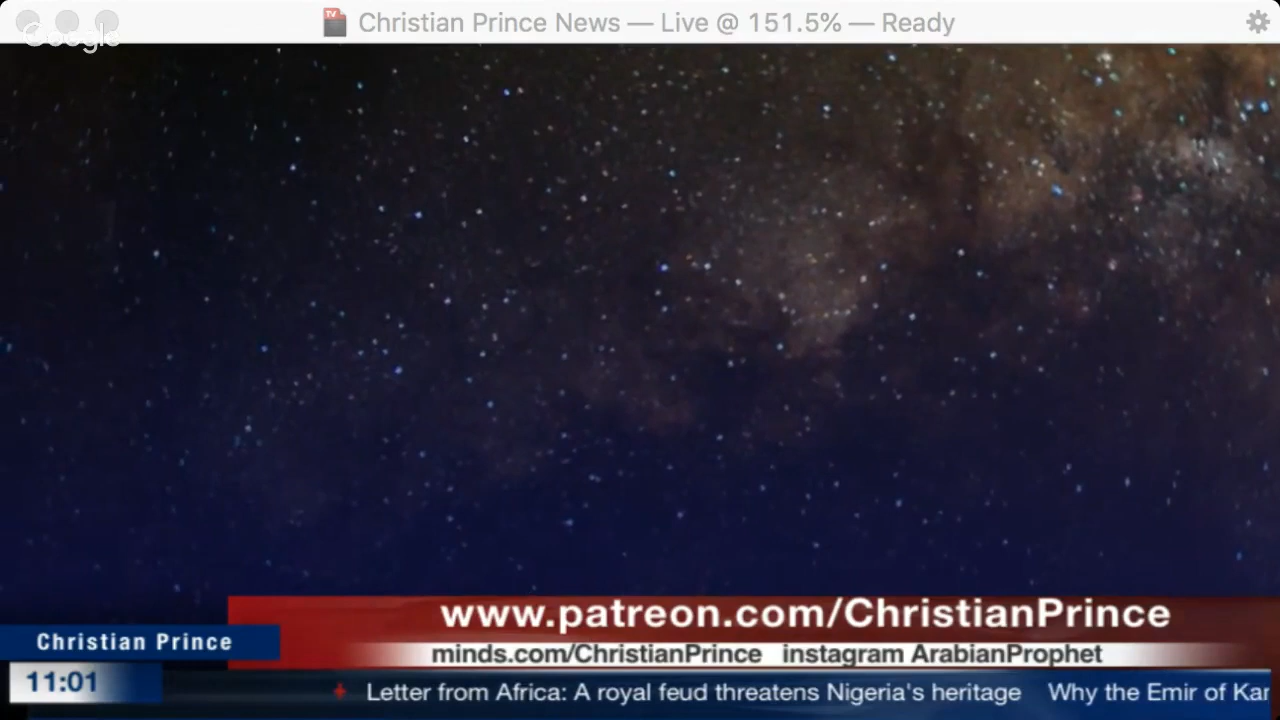 Christian Prince News — Live @ 151.5% — Ready
Google
www.patreon.com/ChristianPrince
Christian Prince
minds.com/ChristianPrince instagram ArabianProphet
11:01
Letter from Africa: A royal feud threatens Nigeria's heritage Why the Emir of Kar